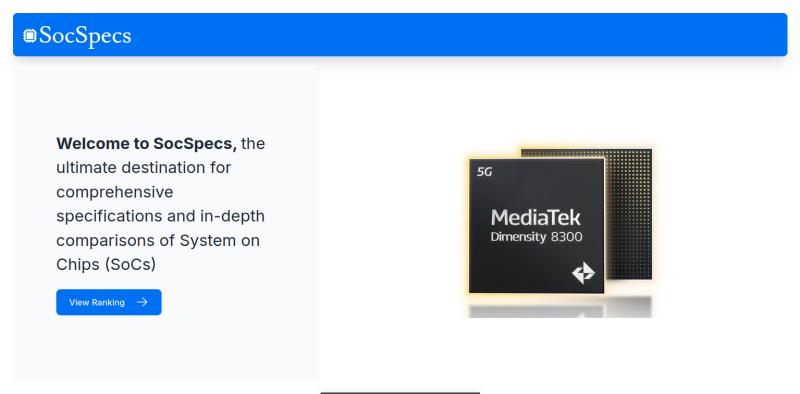 SocSpecs
Welcome to SocSpecs, the
ultimate destination for
comprehensive
specifications and in-depth
comparisons of System on
Chips (SoCs)
View Ranking
5G
MediaTek
Dimensity 8300